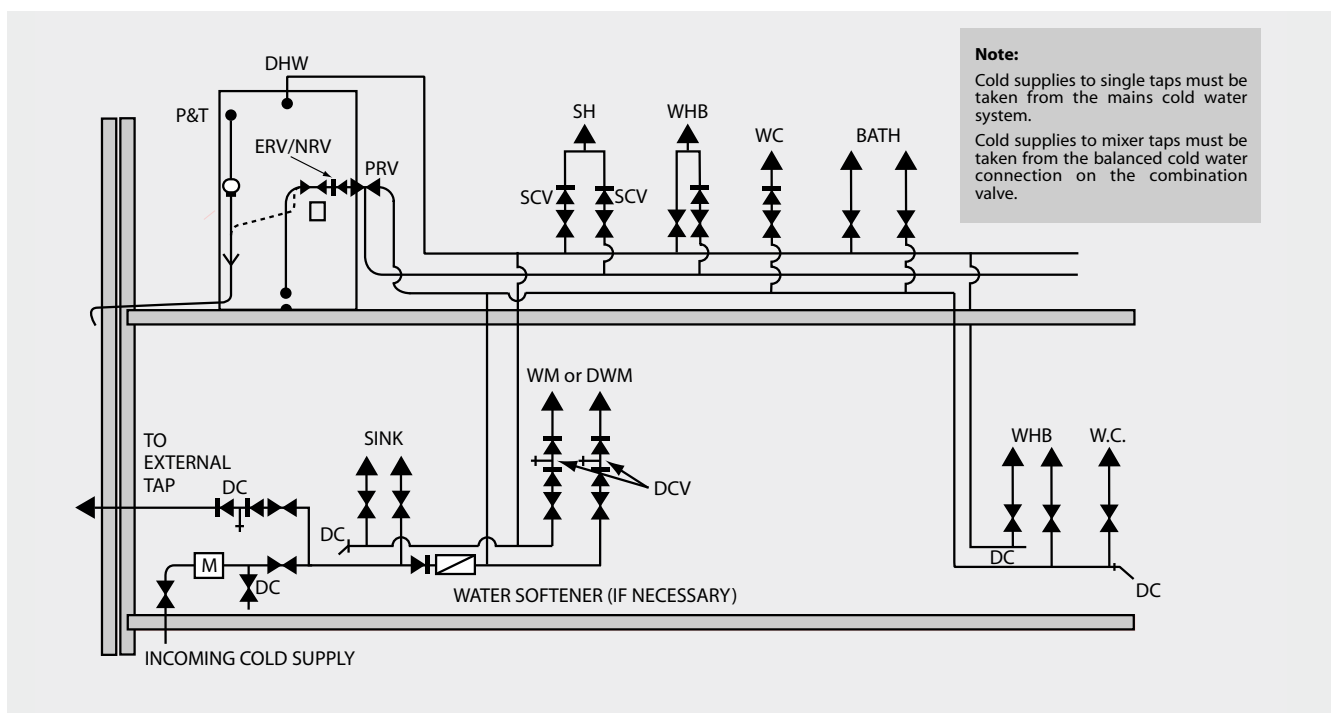 DHW
P&T
ERV/NRV
PRV
SH
WHB
WC
BATH
SCV
SCV
Note:
Cold supplies to single taps must be
taken from the mains cold water
system.
Cold supplies to mixer taps must be
taken from the balanced cold water
connection on the combination
valve.
WM or DWM
SINK
DCV
WHB
W.C.
TO
EXTERNAL
TAP
DC
DC
M
DC
DC
DC
WATER SOFTENER (IF NECESSARY)
INCOMING COLD SUPPLY